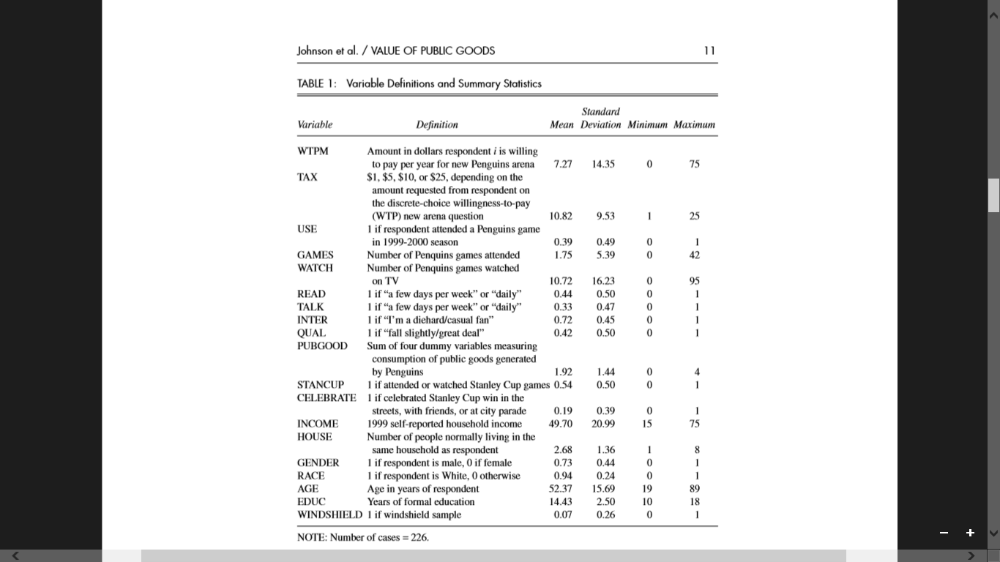 Johnson et al. / VALUE OF PUBLIC GOODS 11
TABLE 1: Variable Definitions and Summary Statistics
Standard
Variable Definition Mean Deviation Minimum Maximum
WTPM Amount in dollars respondent i is willing
to pay per year for new Penguins arena 7.27 14.35 0 75
TAX $1, $5, $10, or $25, depending on the
amount requested from respondent on
the discrete-choice willingness-to-pay
(WTP) new arena question 10.82 9.53 1 25
USE 1 if respondent attended a Penguins game
in 1999-2000 season 0.39 0.49 0 1
GAMES Number of Penquins games attended 1.75 5.39 0 42
WATCH Number of Penquins games watched
on TV 10.72 16.23 0 95
READ 1 if “a few days per week” or “daily” 0.44 0.50 0 1
TALK 1 if “a few days per week” or “daily” 0.33 0.47 0 1
INTER 1 if “I’m a diehard/casual fan” 0.72 0.45 0 1
QUAL 1 if “fall slightly/great deal” 0.42 0.50 0 1
PUBGOOD Sum of four dummy variables measuring
consumption of public goods generated
by Penguins 1.92 1.44 0 4
STANCUP 1 if attended or watched Stanley Cup games 0.54 0.50 0 1
CELEBRATE 1 if celebrated Stanley Cup win in the
streets, with friends, or at city parade 0.19 0.39 0 1
INCOME 1999 self-reported household income 49.70 20.99 15 75
HOUSE Number of people normally living in the
same household as respondent 2.68 1.36 1 8
GENDER 1 if respondent is male, 0 if female 0.73 0.44 0 1
RACE 1 if respondent is White, 0 otherwise 0.94 0.24 0 1
AGE Age in years of respondent 52.37 15.69 19 89
EDUC Years of formal education 14.43 2.50 10 18
WINDSHIELD 1 if windshield sample 0.07 0.26 0 1
NOTE: Number of cases = 226.